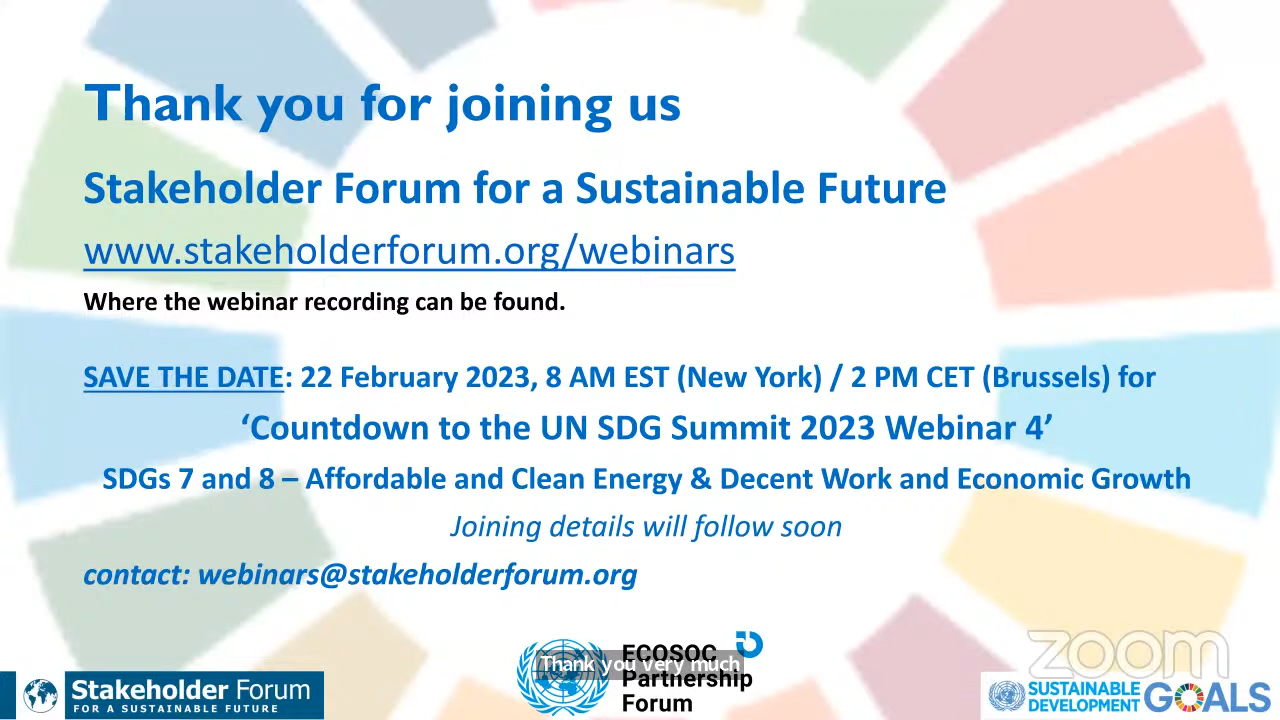 Thank you for joining us
Stakeholder Forum for a Sustainable Future
www.stakeholderforum.org/webinars
Where the webinar recording can be found.
SAVE THE DATE: 22 February 2023, 8 AM EST (New York) / 2 PM CET (Brussels) for
‘Countdown to the UN SDG Summit 2023 Webinar 4’
SDGs 7 and 8 – Affordable and Clean Energy & Decent Work and Economic Growth
Joining details will follow soon
contact: webinars@stakeholderforum.org
zoom
Stakeholder Forum
FOR A SUSTAINABLE FUTURE
ECOSOC
Partnership
Forum
Thank you very much
SUSTAINABLE
DEVELOPMENT
GOALS